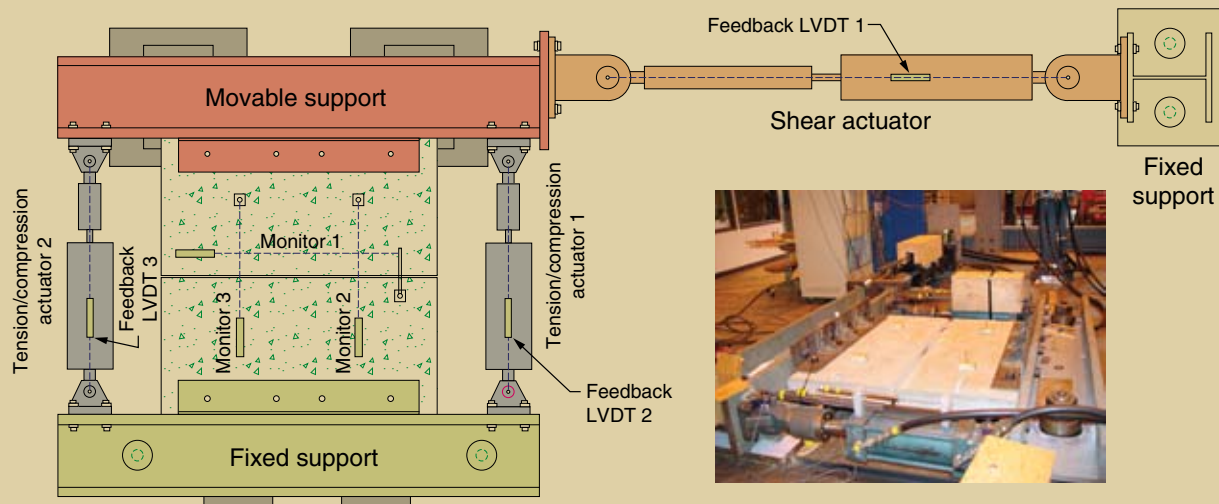 Feedback LVDT 1
Movable support
Shear actuator
Fixed
support
Tension/compression
actuator 2
Feedback
LVDT 3
Monitor 1
Monitor 3
Monitor 2
Tension/compression
actuator 1
Feedback
LVDT 2
Fixed support